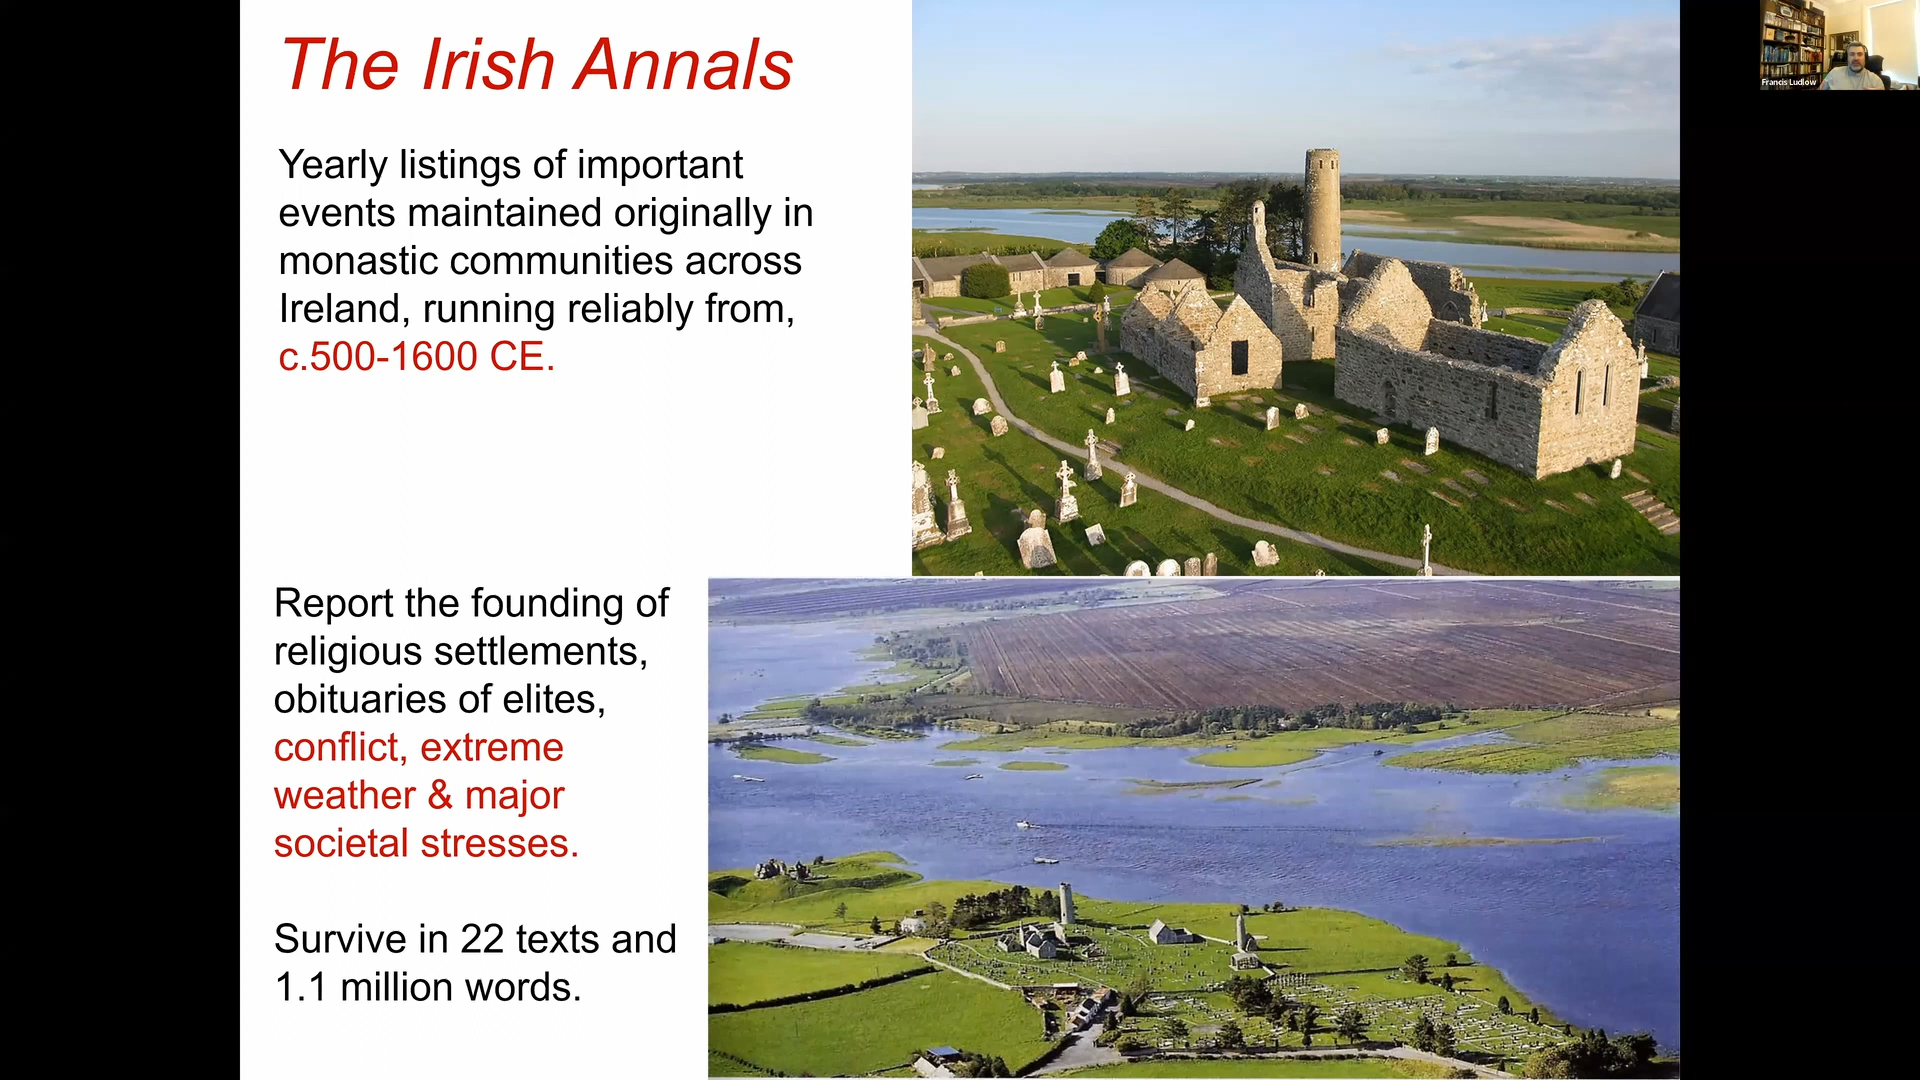 The Irish Annals
Yearly listings of important
events maintained originally in
monastic communities across
Ireland, running reliably from,
c.500-1600 CE.
Report the founding of
religious settlements,
obituaries of elites,
conflict, extreme
weather & major
societal stresses.
Survive in 22 texts and
1.1 million words.
Francis Ludlow